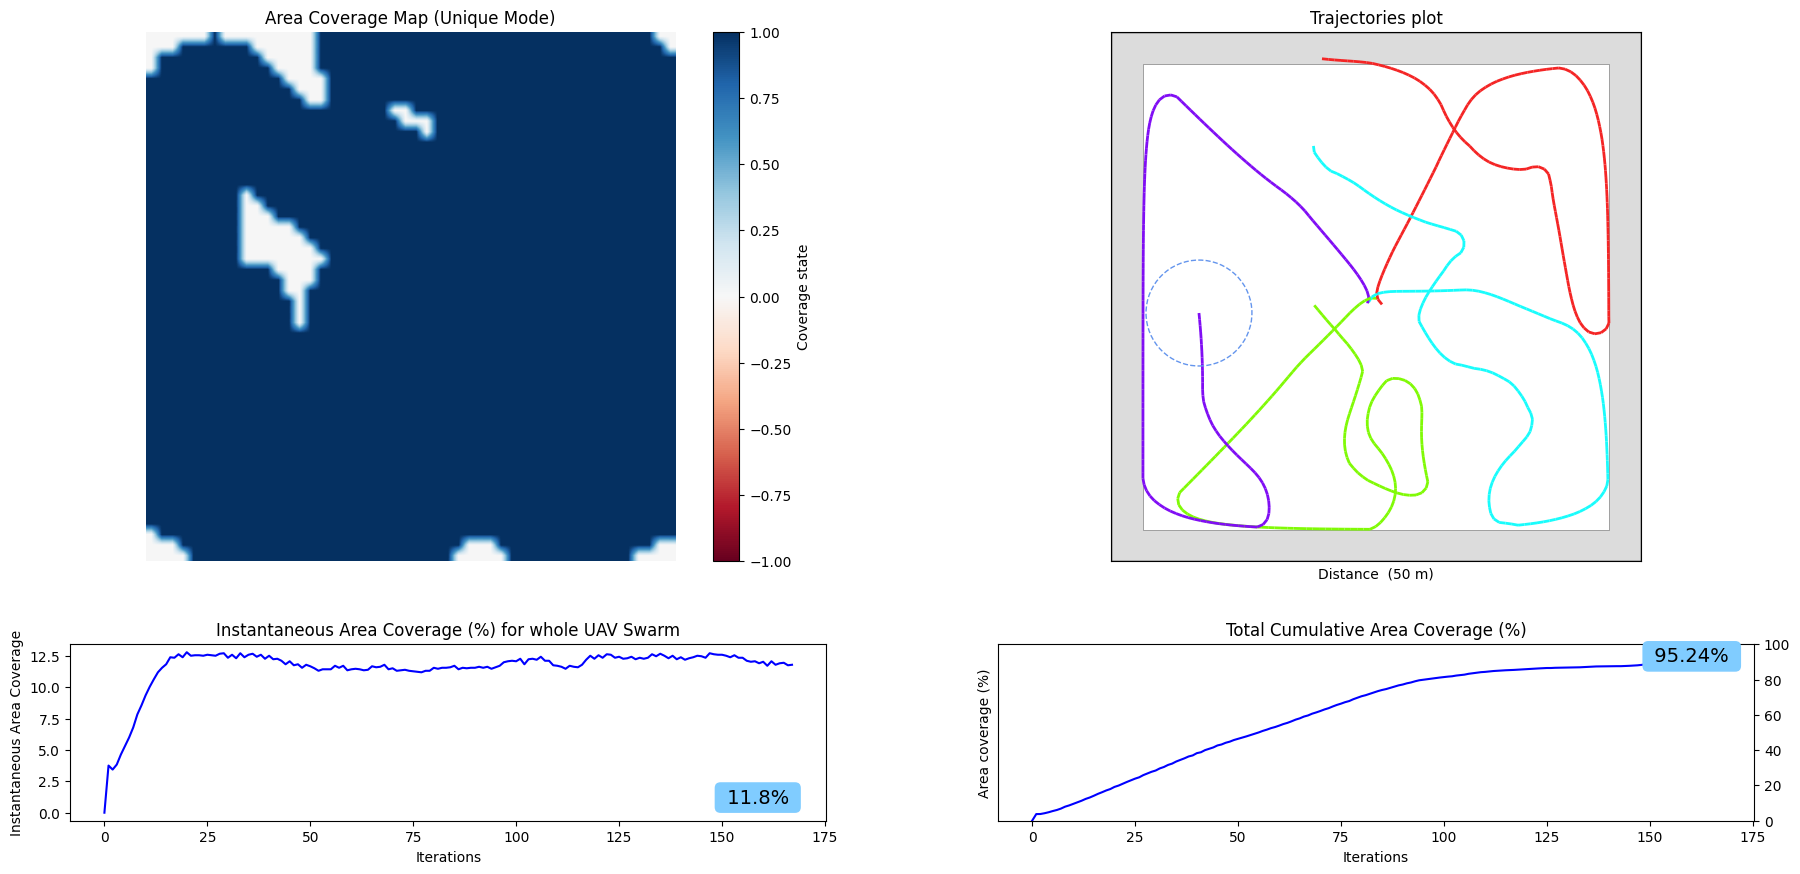 Area Coverage Map (Unique Mode)
1.00
0.75
0.50
0.25
0.00
−0.25
−0.50
−0.75
−1.00
Coverage state
Trajectories plot
Distance  (50 m)
Instantaneous Area Coverage (%) for whole UAV Swarm
Instantaneous Area Coverage
12.5
10.0
7.5
5.0
2.5
0.0
11.8%
0 25 50 75 100 125 150 175
Iterations
Total Cumulative Area Coverage (%)
Area coverage (%)
95.24%
100
80
60
40
20
0
0 25 50 75 100 125 150 175
Iterations